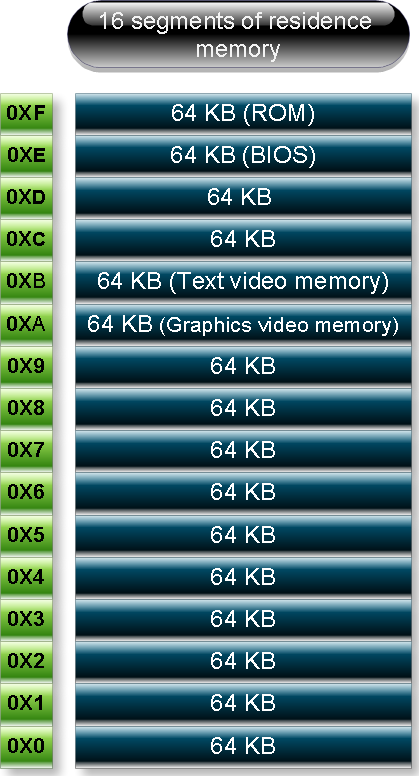 16 segments of residence
memory
0XF 64 KB (ROM)
0XE 64 KB (BIOS)
0XD 64 KB
0XC 64 KB
0XB 64 KB (Text video memory)
0XA 64 KB (Graphics video memory)
0X9 64 KB
0X8 64 KB
0X7 64 KB
0X6 64 KB
0X5 64 KB
0X4 64 KB
0X3 64 KB
0X2 64 KB
0X1 64 KB
0X0 64 KB